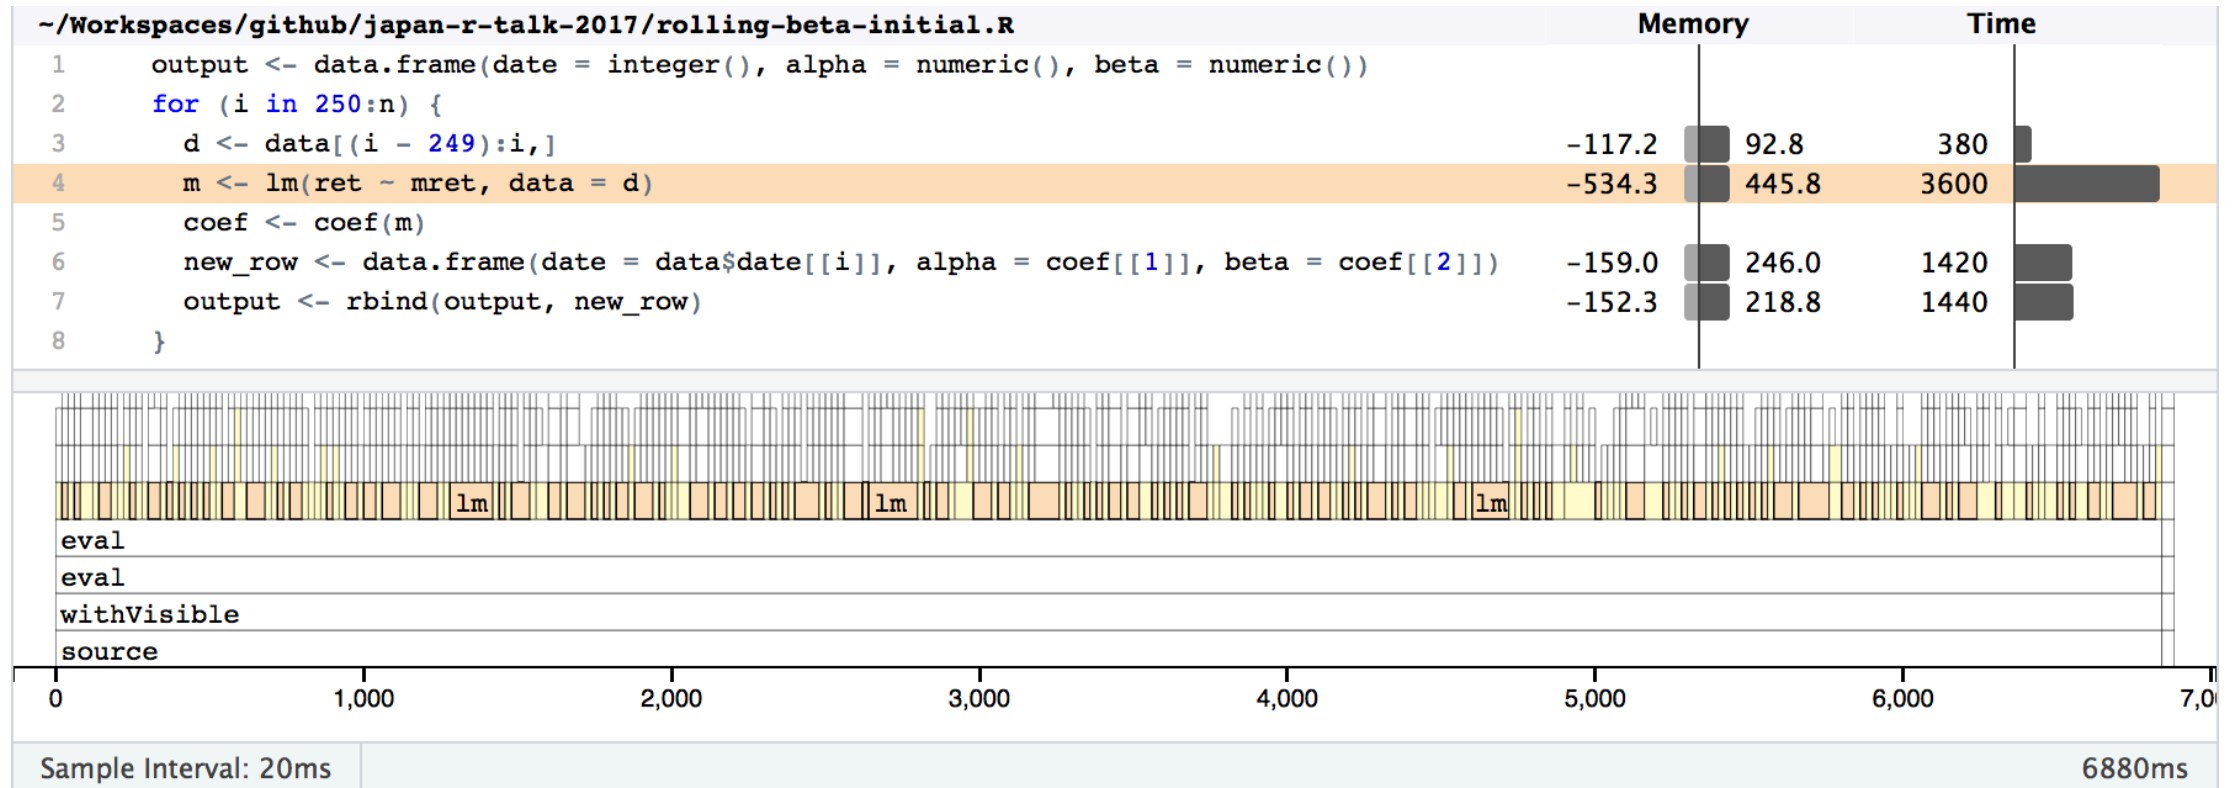 ~/Workspaces/github/japan-r-talk-2017/rolling-beta-initial.R Memory Time
1 output <- data.frame(date = integer(), alpha = numeric(), beta = numeric())
2 for (i in 250:n) {
3 d <- data[(i - 249):i,] -117.2 92.8 380
4 m <- lm(ret ~ mret, data = d) -534.3 445.8 3600
5 coef <- coef(m)
6 new_row <- data.frame(date = data$date[[i]], alpha = coef[[1]], beta = coef[[2]]) -159.0 246.0 1420
7 output <- rbind(output, new_row) -152.3 218.8 1440
8 }
lm lm lm
eval
eval
withVisible
source
0 1,000 2,000 3,000 4,000 5,000 6,000 7,0
Sample Interval: 20ms 6880ms